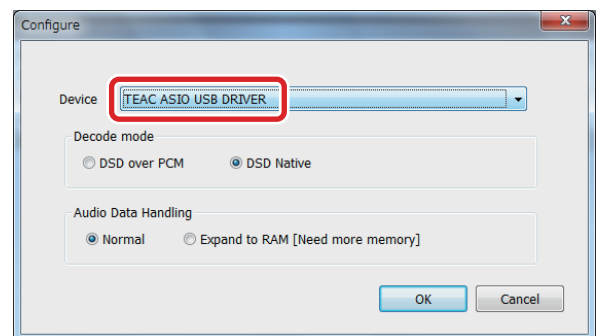 Configure
Device TEAC ASIO USB DRIVER
Decode mode
DSD over PCM DSD Native
Audio Data Handling
Normal Expand to RAM [Need more memory]
OK Cancel